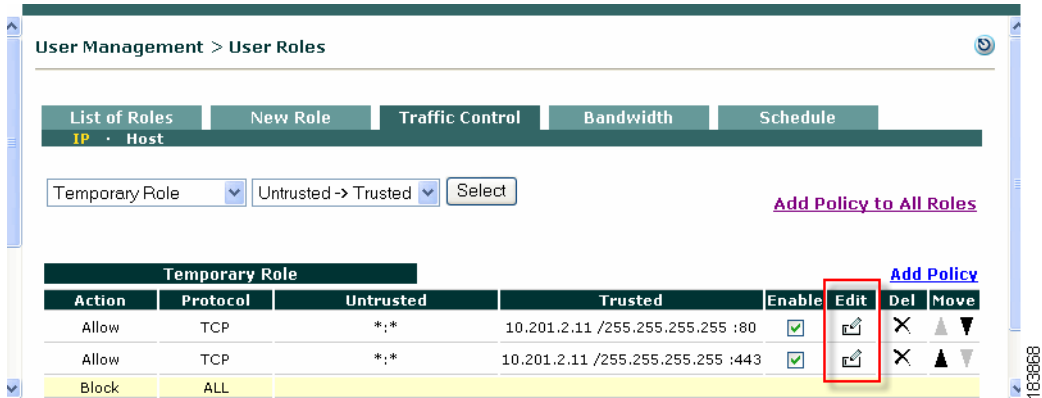 User Management > User Roles
List of Roles New Role Traffic Control Bandwidth Schedule
IP · Host
Temporary Role Untrusted -> Trusted Select
Add Policy to All Roles
Temporary Role Add Policy
Action Protocol Untrusted Trusted Enable Edit Del Move
Allow TCP *:* 10.201.2.11 /255.255.255.255 :80
Allow TCP *:* 10.201.2.11 /255.255.255.255 :443
Block ALL
183868